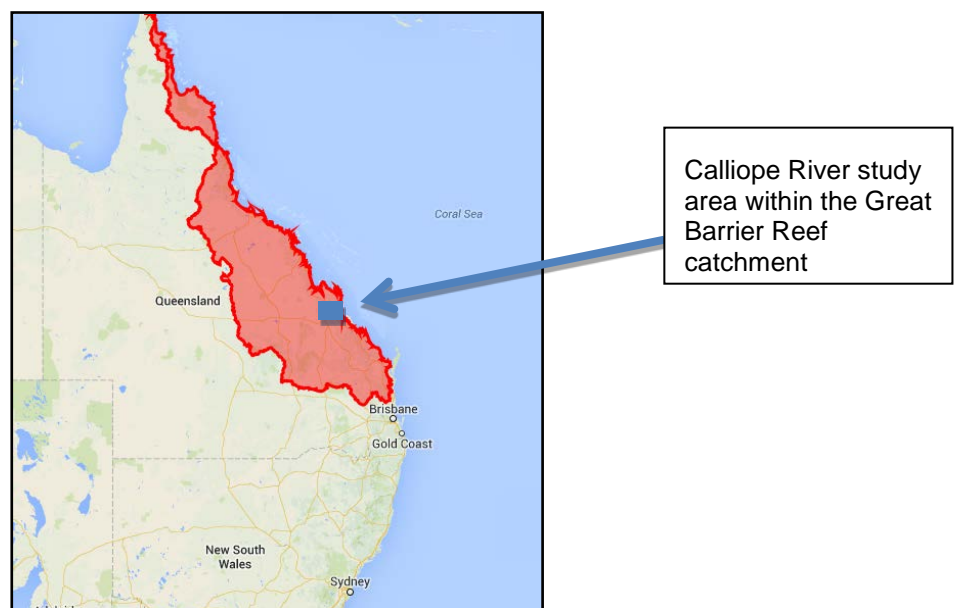 Coral Sea
Queensland
Brisbane
Gold Coast
New South
Wales
Sydney
Calliope River study
area within the Great
Barrier Reef
catchment